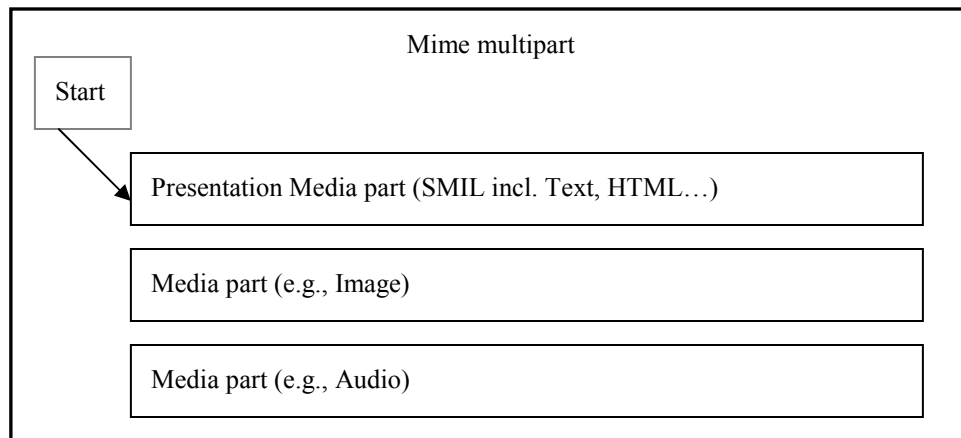 Mime multipart
Start
Presentation Media part (SMIL incl. Text, HTML…)
Media part (e.g., Image)
Media part (e.g., Audio)